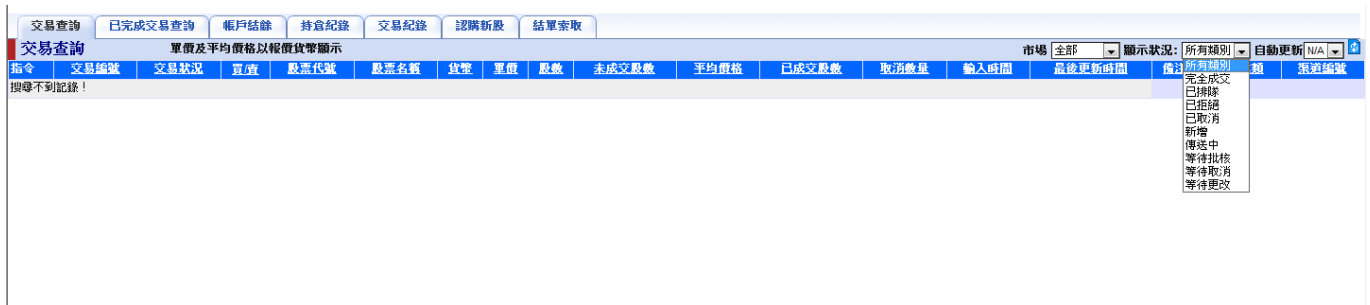 交易查詢 已完成交易查詢 帳戶結餘 持倉紀錄 交易紀錄 認購新股 結單索取
交易查詢 單價及平均價格以報價貨幣顯示 市場 全部 顯示狀況: 所有類別 自動更新 N/A
指令 交易編號 交易狀況 買/賣 股票代號 股票名稱 貨幣 單價 股數 未成交股數 平均價格 已成交股數 取消數量 輸入時間 最後更新時間 備註 類 渠道編號
搜尋不到記錄！
所有類別
完全成交
已排隊
已拒絕
已取消
新增
傳送中
等待批核
等待取消
等待更改